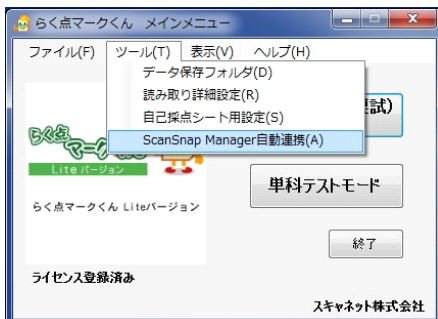 らく点マークくん メインメニュー
ファイル(F) ツール(T) 表示(V) ヘルプ(H)
データ保存フォルダ(D)
読み取り詳細設定(R)
自己採点シート用設定(S)
ScanSnap Manager自動連携(A)
試)
らく点
マークくん
Lite バージョン
らく点マークくん Liteバージョン
単科テストモード
終了
ライセンス登録済み
スキャネット株式会社